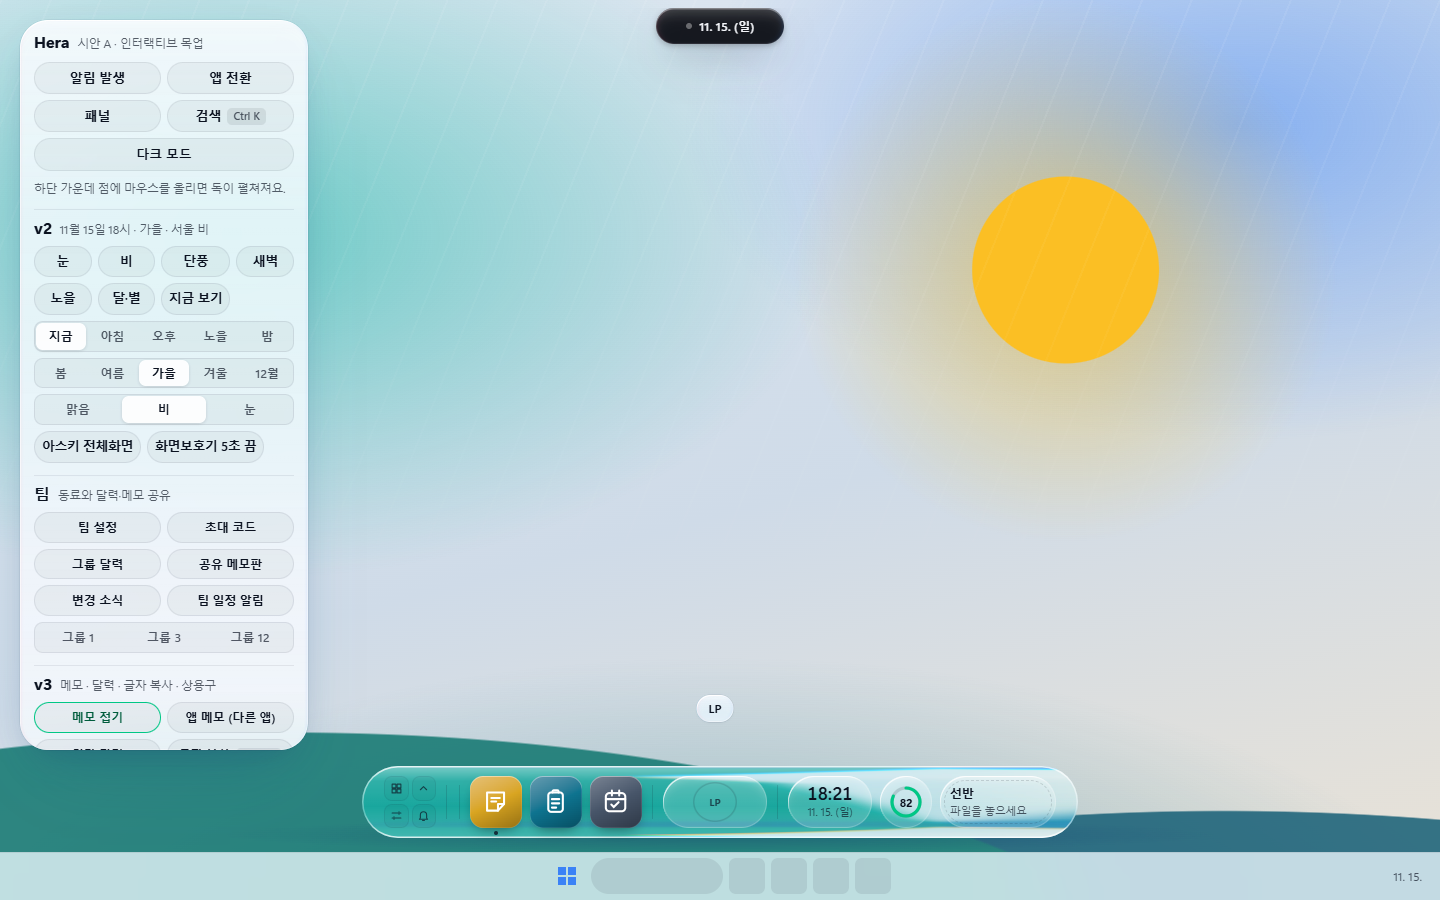 11. 15. (일)
Hera 시안 A · 인터랙티브 목업
알림 발생 앱 전환
패널 검색 Ctrl K
다크 모드
하단 가운데 점에 마우스를 올리면 독이 펼쳐져요.
v2 11월 15일 18시 · 가을 · 서울 비
눈 비 단풍 새벽
노을 달·별 지금 보기
지금 아침 오후 노을 밤
봄 여름 가을 겨울 12월
맑음 비 눈
아스키 전체화면 화면보호기 5초 끔
팀 동료와 달력·메모 공유
팀 설정 초대 코드
그룹 달력 공유 메모판
변경 소식 팀 일정 알림
그룹 1 그룹 3 그룹 12
v3 메모 · 달력 · 글자 복사 · 상용구
메모 접기 앱 메모 (다른 앱)
LP
LP
18:21
11. 15. (일)
82
선반
파일을 놓으세요
11. 15.